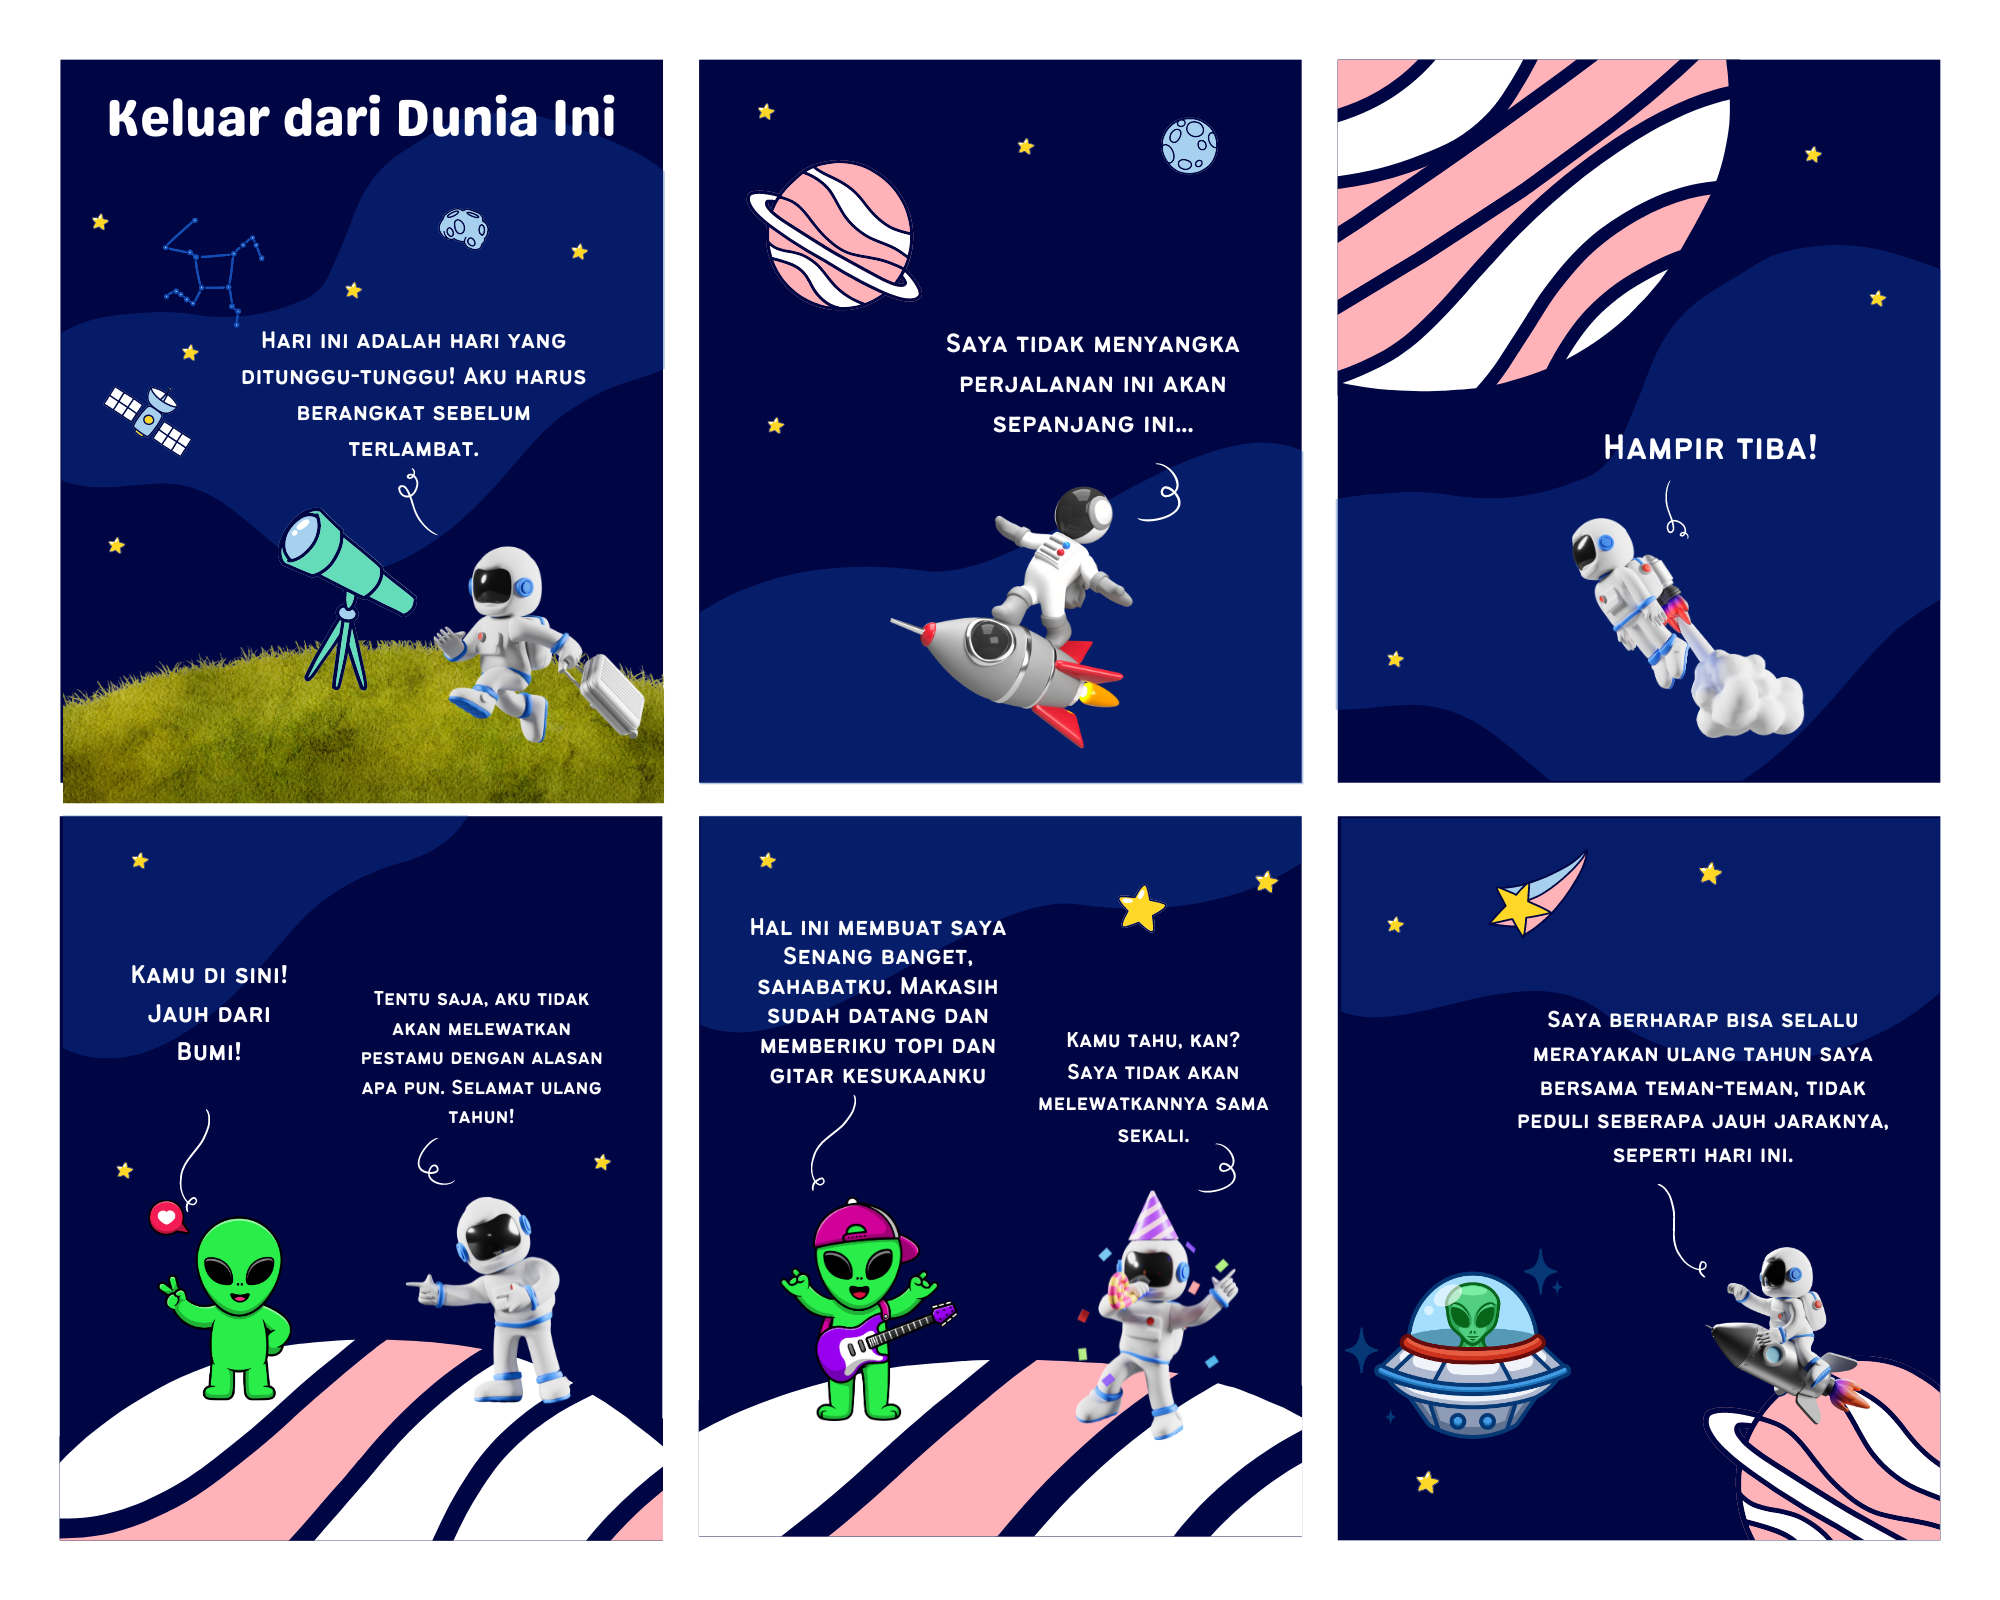 Keluar dari Dunia Ini
Hari ini adalah hari yang
ditunggu-tunggu! Aku harus
berangkat sebelum
terlambat.
Saya tidak menyangka
perjalanan ini akan
sepanjang ini...
Hampir tiba!
Kamu di sini!
Jauh dari
Bumi!
Tentu saja, aku tidak
akan melewatkan
pestamu dengan alasan
apa pun. Selamat ulang
tahun!
Hal ini membuat saya
Senang banget,
sahabatku. Makasih
sudah datang dan
memberiku topi dan
gitar kesukaanku
Kamu tahu, kan?
Saya tidak akan
melewatkannya sama
sekali.
Saya berharap bisa selalu
merayakan ulang tahun saya
bersama teman-teman, tidak
peduli seberapa jauh jaraknya,
seperti hari ini.